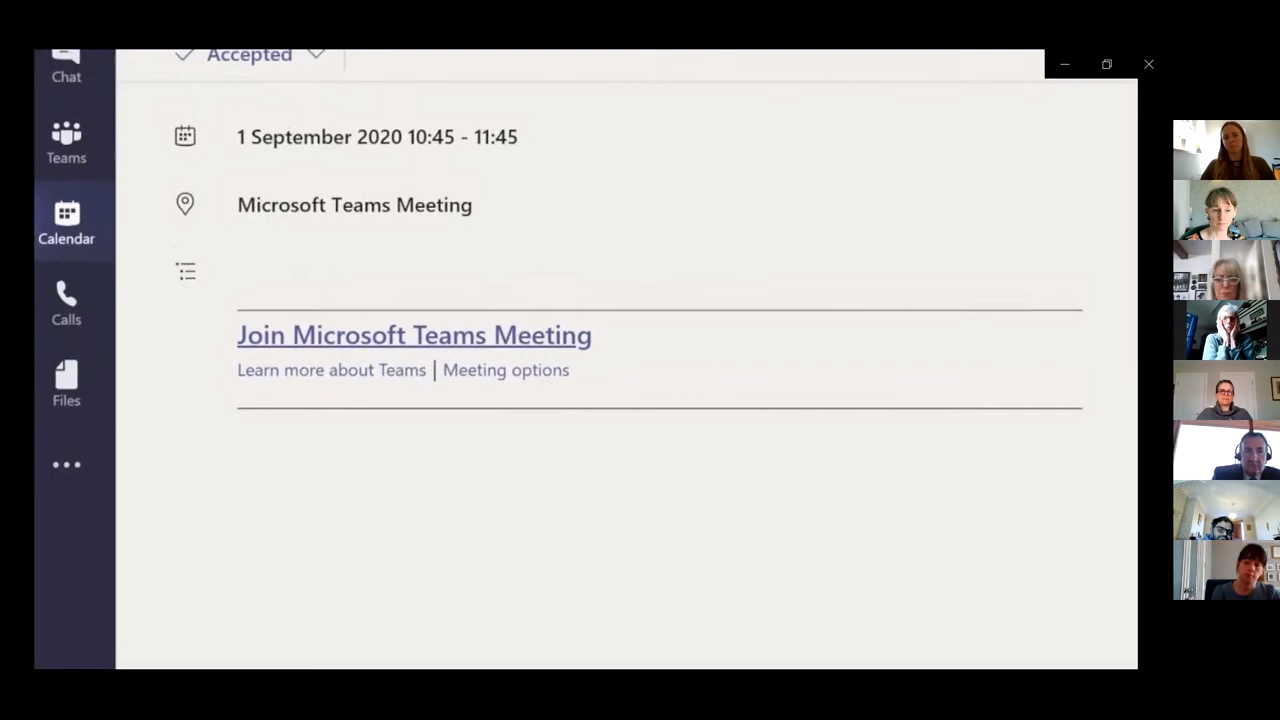 Chat
Teams
Calendar
Calls
Files
Accepted
1 September 2020 10:45 - 11:45
Microsoft Teams Meeting
Join Microsoft Teams Meeting
Learn more about Teams | Meeting options